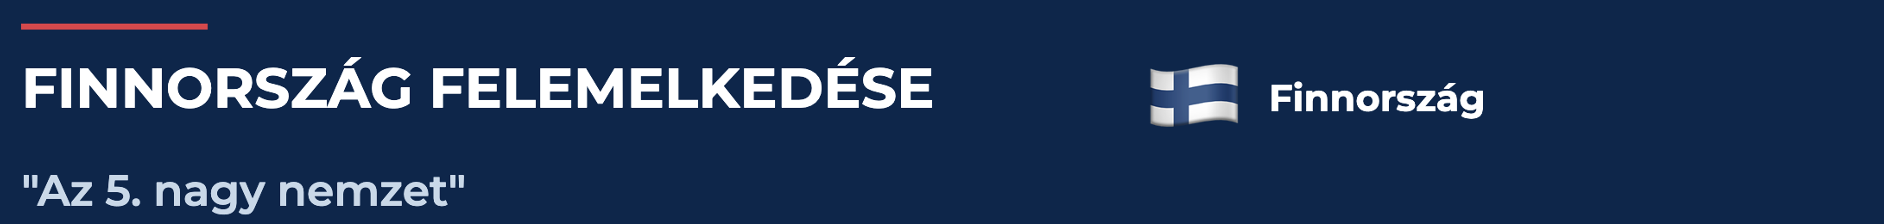 FINNORSZÁG FELEMELKEDÉSE
Finnország
"Az 5. nagy nemzet"